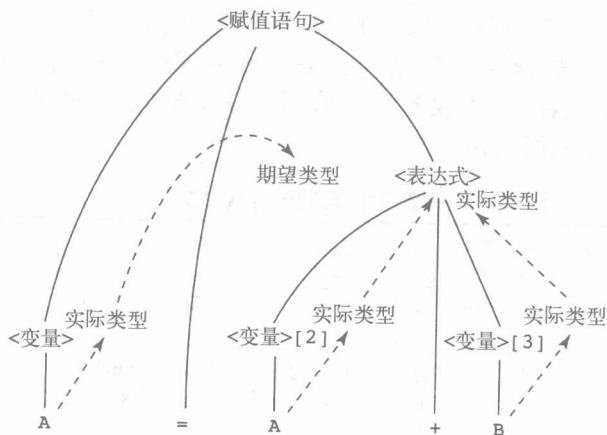 <赋值语句>
期望类型
<表达式>
实际类型
<变量>
实际类型
<变量>[2]
实际类型
<变量>[3]
实际类型
A
=
A
+
B